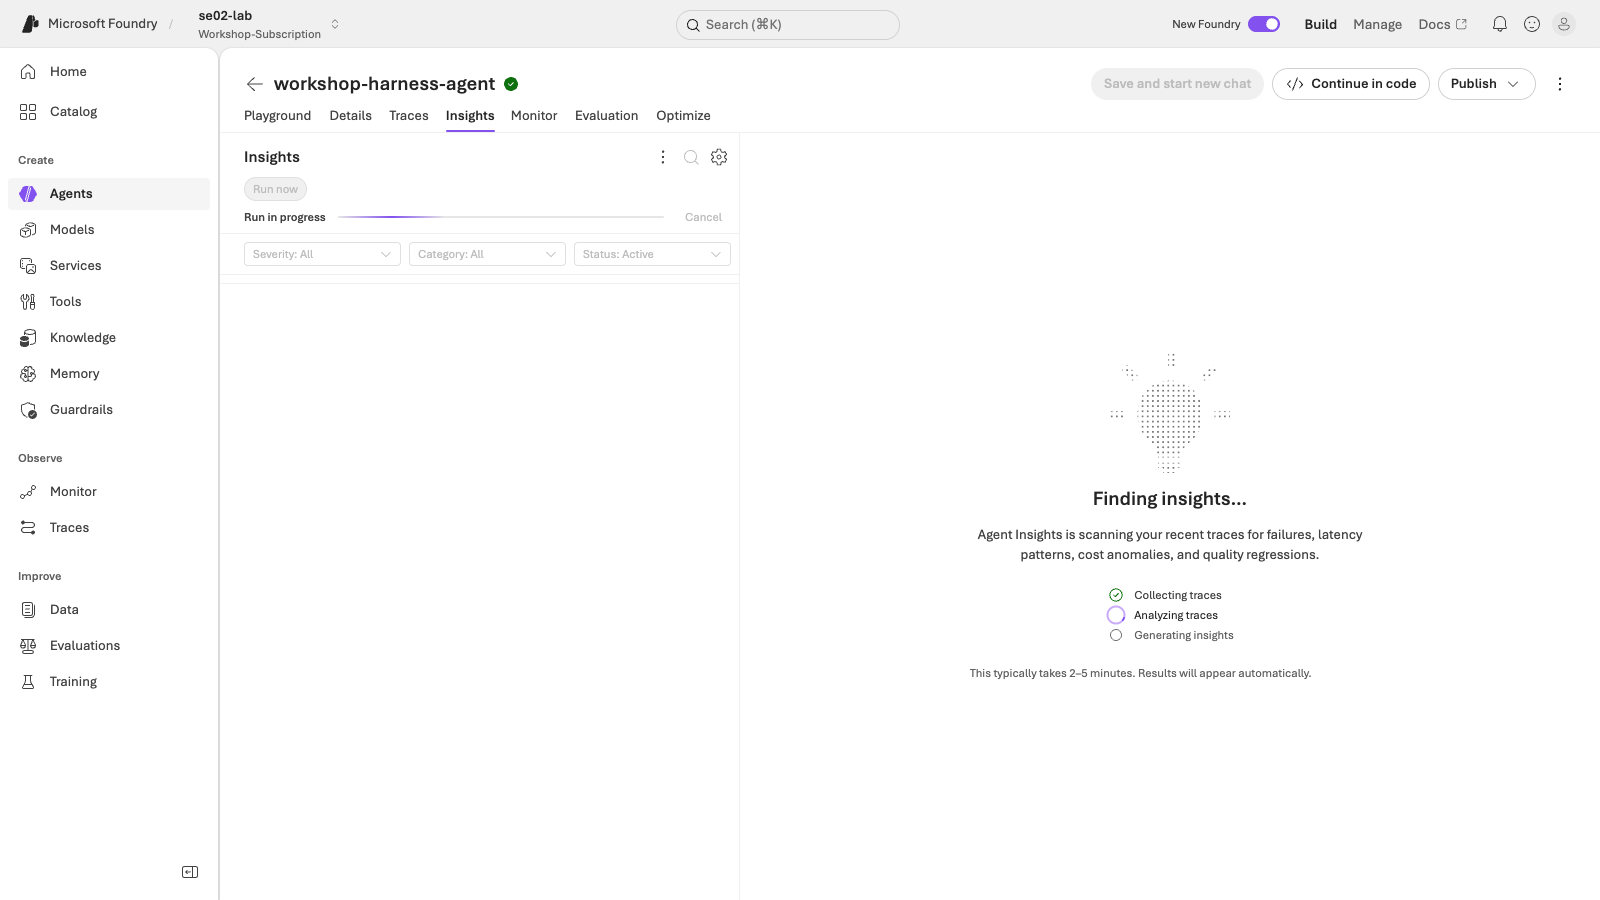 Microsoft Foundry / se02-lab
Workshop-Subscription
Search (⌘K)
New Foundry
Build
Manage
Docs
Home
Catalog
Create
Agents
Models
Services
Tools
Knowledge
Memory
Guardrails
Observe
Monitor
Traces
Improve
Data
Evaluations
Training
workshop-harness-agent
Save and start new chat
Continue in code
Publish
Playground
Details
Traces
Insights
Monitor
Evaluation
Optimize
Insights
Run now
Run in progress
Cancel
Severity: All
Category: All
Status: Active
Finding insights...
Agent Insights is scanning your recent traces for failures, latency
patterns, cost anomalies, and quality regressions.
Collecting traces
Analyzing traces
Generating insights
This typically takes 2–5 minutes. Results will appear automatically.